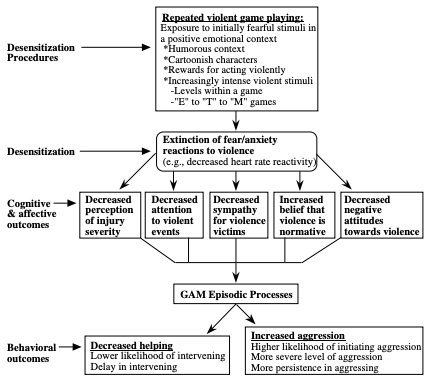 Repeated violent game playing:
Exposure to initially fearful stimuli in
a positive emotional context
*Humorous context
*Cartoonish characters
*Rewards for acting violently
*Increasingly intense violent stimuli
-Levels within a game
-"E" to "T" to "M" games
Desensitization
Procedures
Extinction of fear/anxiety
reactions to violence
(e.g., decreased heart rate reactivity)
Desensitization
Cognitive
& affective
outcomes
Decreased
perception
of injury
severity
Decreased
attention
to violent
events
Decreased
sympathy
for violence
victims
Increased
belief that
violence is
normative
Decreased
negative
attitudes
towards violence
GAM Episodic Processes
Behavioral
outcomes
Decreased helping
Lower likelihood of intervening
Delay in intervening
Increased aggression
Higher likelihood of initiating aggression
More severe level of aggression
More persistence in aggressing